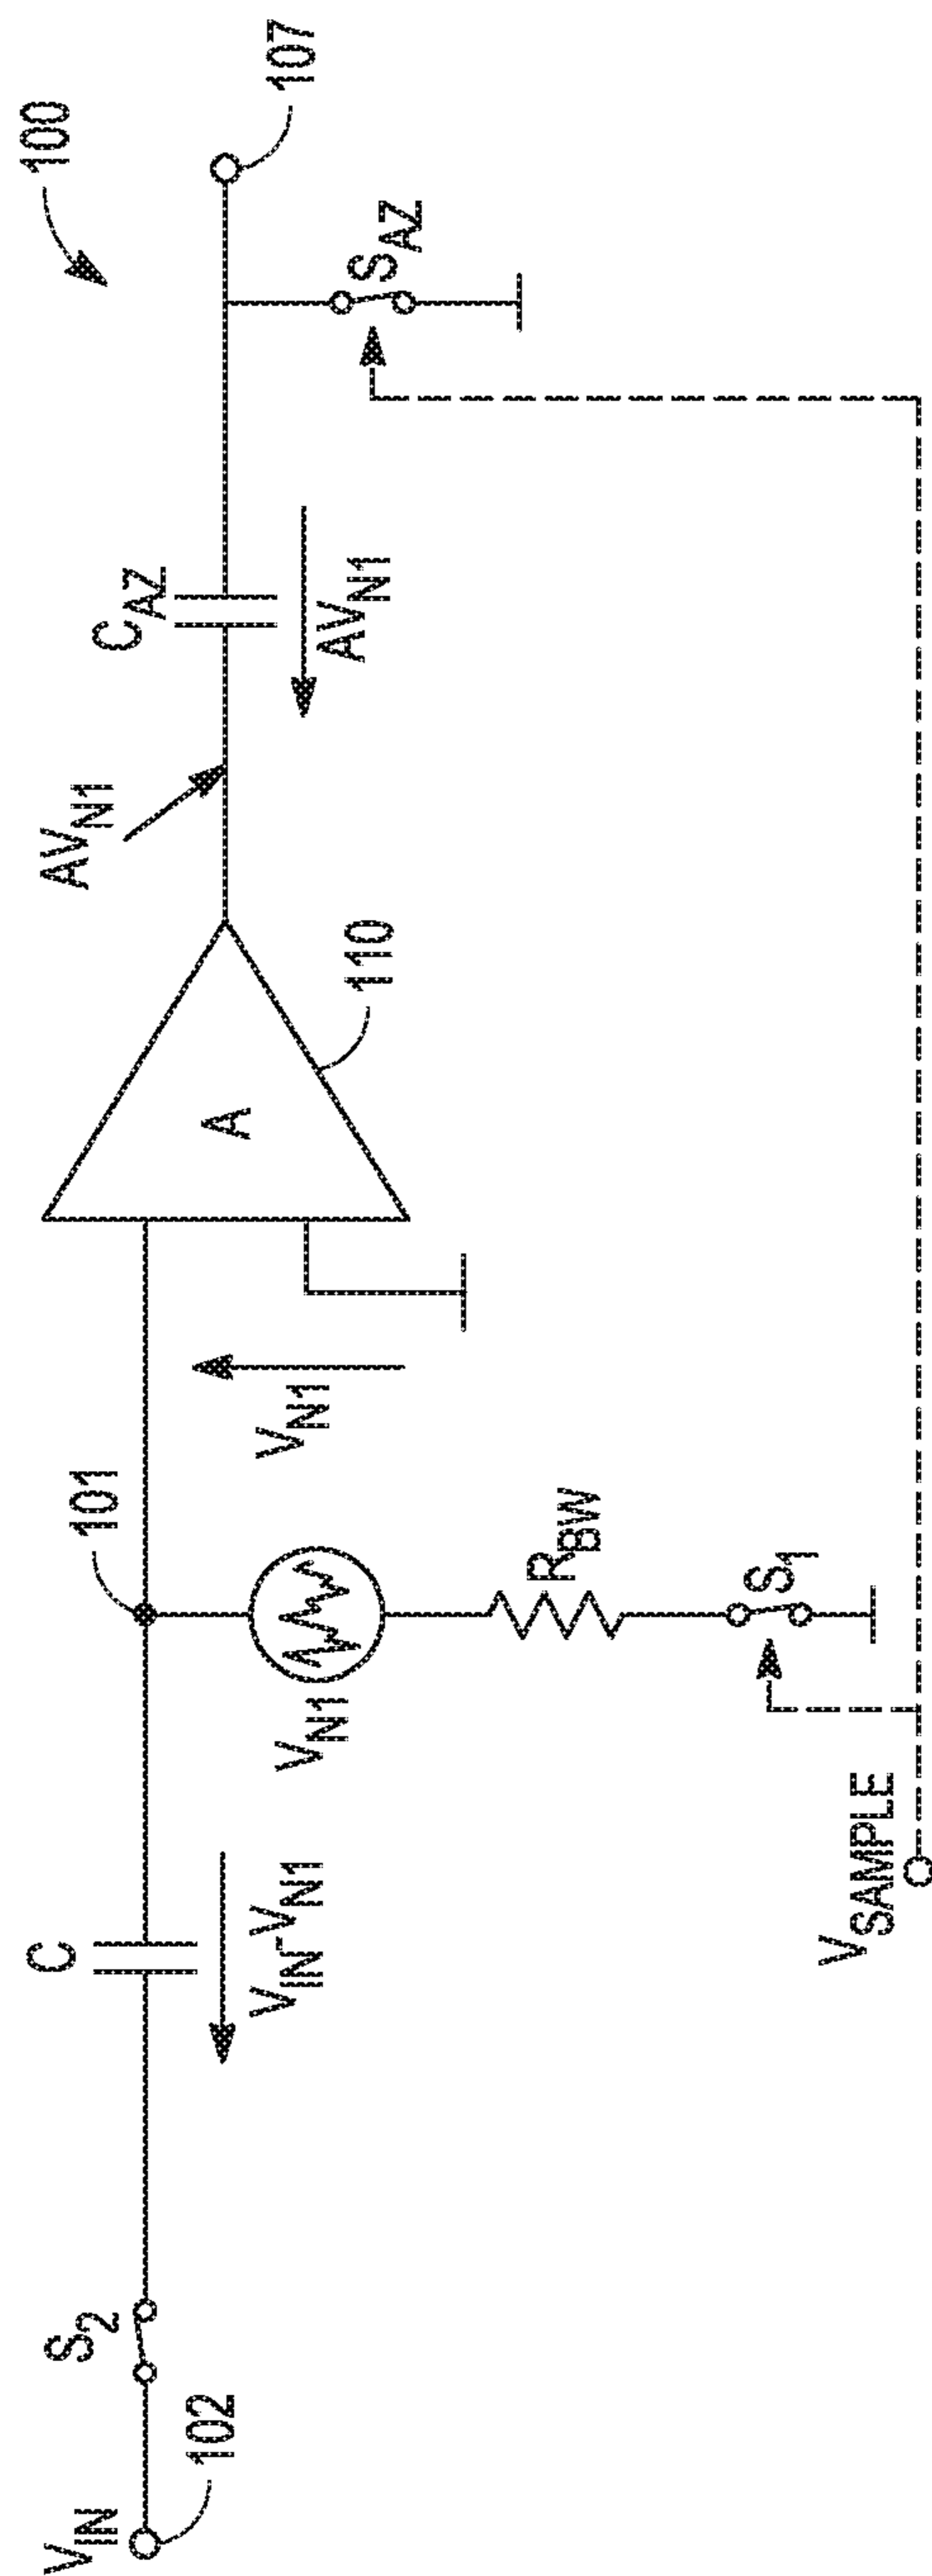 100
107
C_AZ
S_AZ
AV_N1
AV_N1
A
110
101
V_N1
V_N1
R_BW
S_1
C
V_IN-V_N1
V_SAMPLE
S_2
V_IN
102